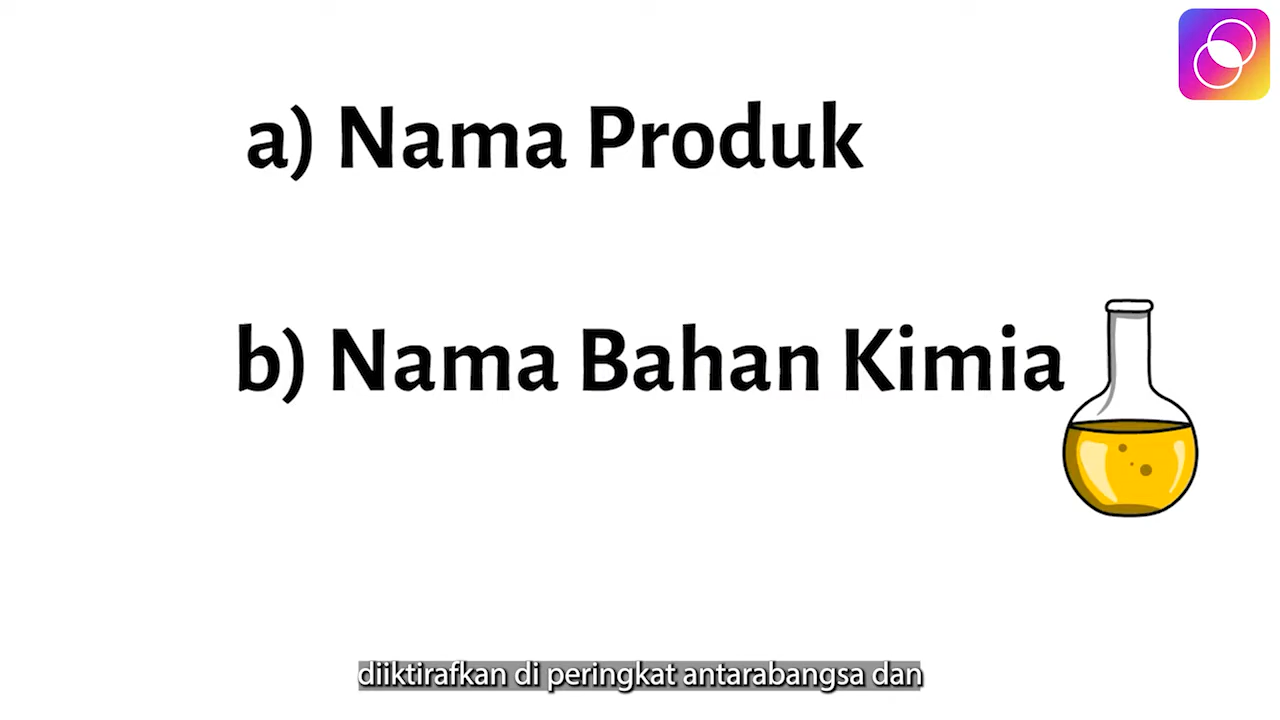 a) Nama Produk
b) Nama Bahan Kimia
diiktirafkan di peringkat antarabangsa dan